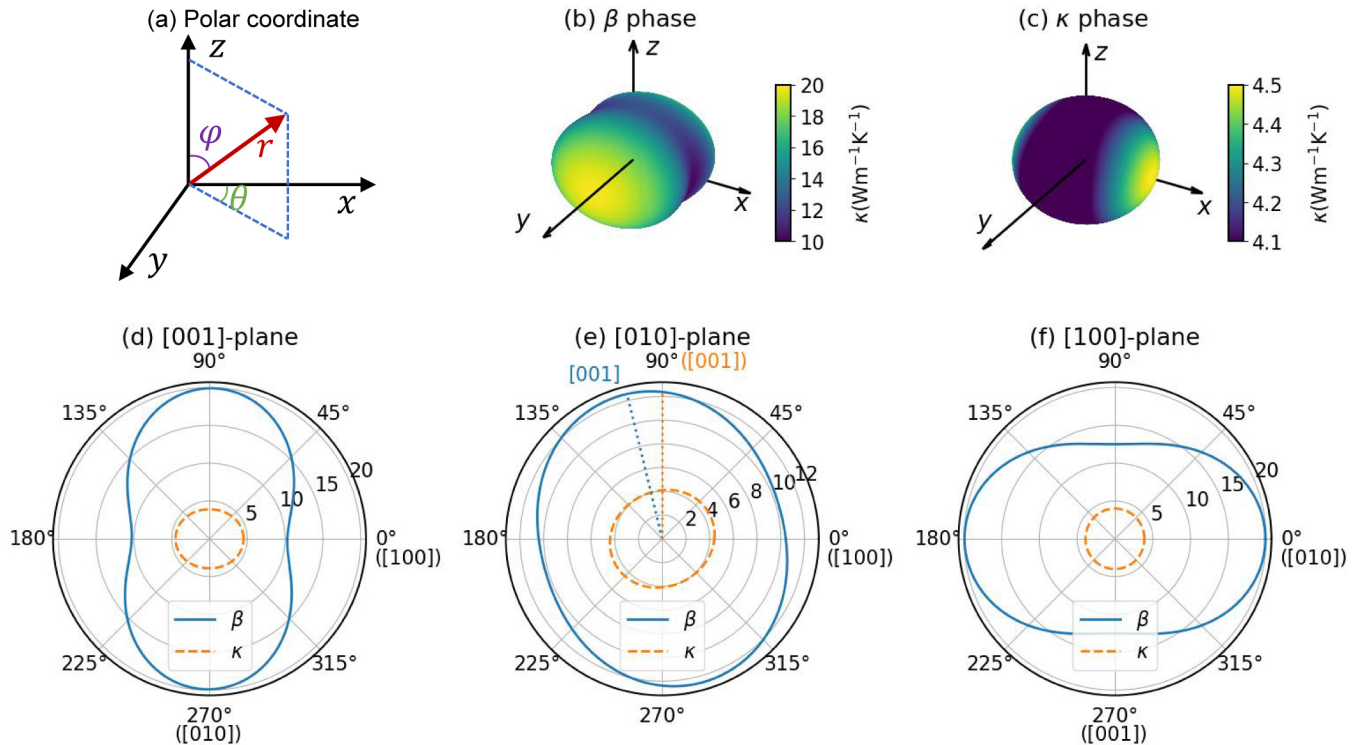 (a) Polar coordinate
z
φ
r
θ
x
y
(b) β phase
z
y
x
20
18
16
14
12
10
κ(Wm⁻¹K⁻¹)
(c) κ phase
z
y
x
4.5
4.4
4.3
4.2
4.1
κ(Wm⁻¹K⁻¹)
(d) [001]-plane
90°
135°
45°
20
15
10
5
180°
0°
([100])
β
κ
225°
315°
270°
([010])
(e) [010]-plane
90°([001])
[001]
135°
45°
12
10
8
6
4
2
180°
0°
([100])
β
κ
225°
315°
270°
(f) [100]-plane
90°
135°
45°
20
15
10
5
180°
0°
([010])
β
κ
225°
315°
270°
([001])